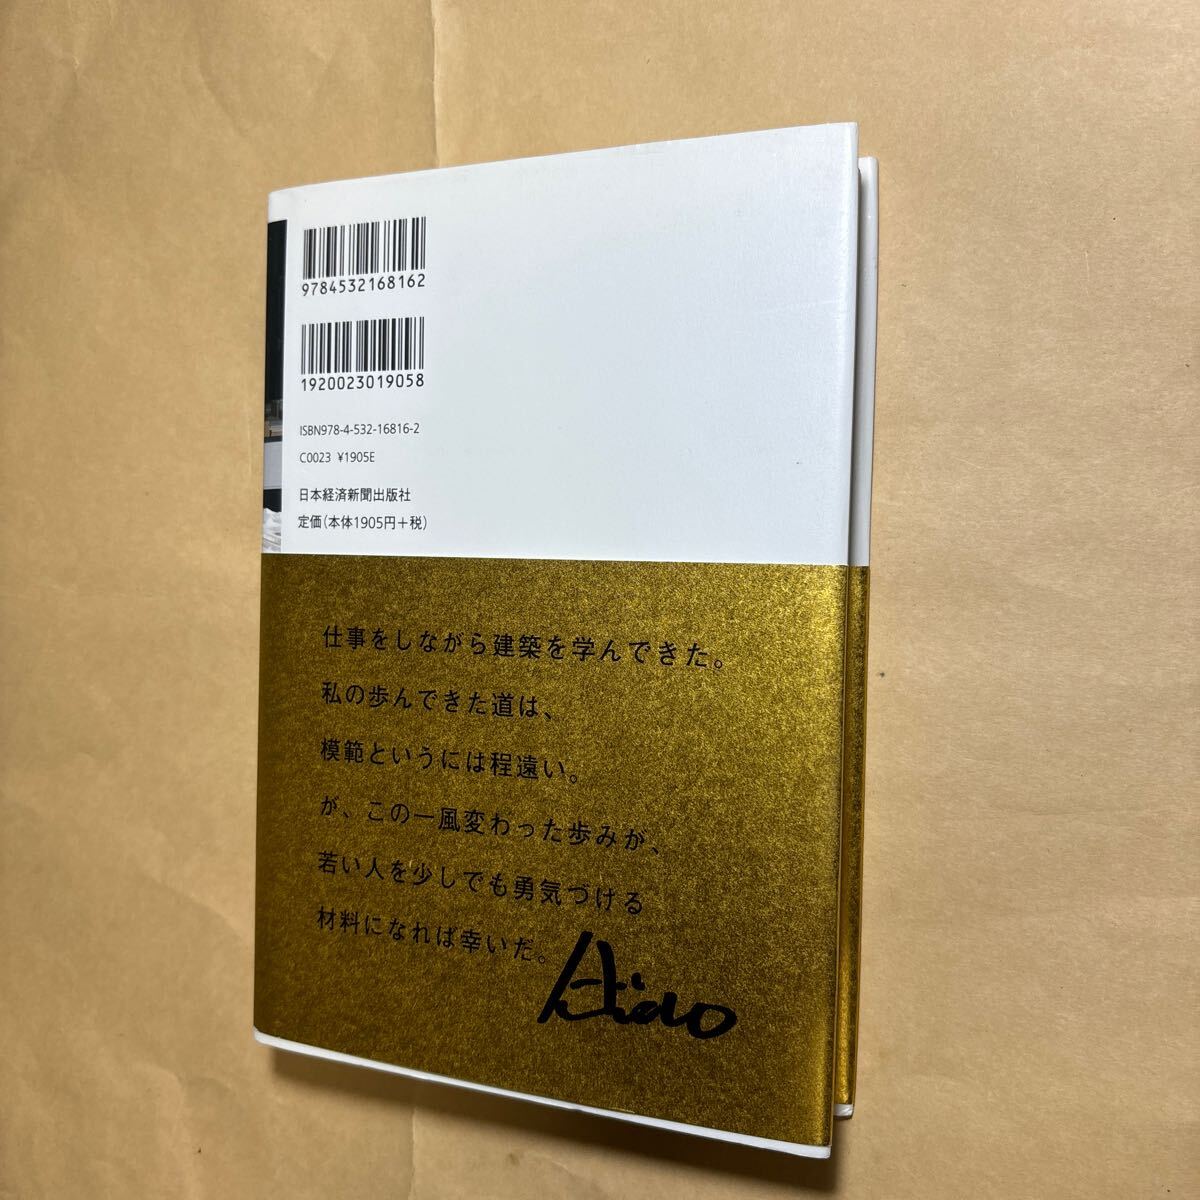 9784532168162
1920023019058
ISBN978-4-532-16816-2
C0023 ¥1905E
日本経済新聞出版社
定価(本体1905円+税)
仕事をしながら建築を学んできた。
私の歩んできた道は、
模範というには程遠い。
が、この一風変わった歩みが、
若い人を少しでも勇気づける
材料になれば幸いだ。